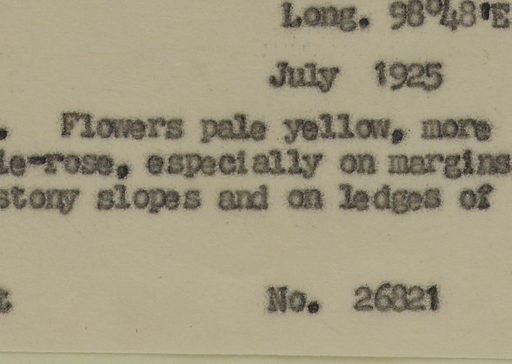 Long. 98°48'E
July 1925
. Flowers pale yellow, more
ie-rose, especially on margins
stony slopes and on ledges of
t No. 26821